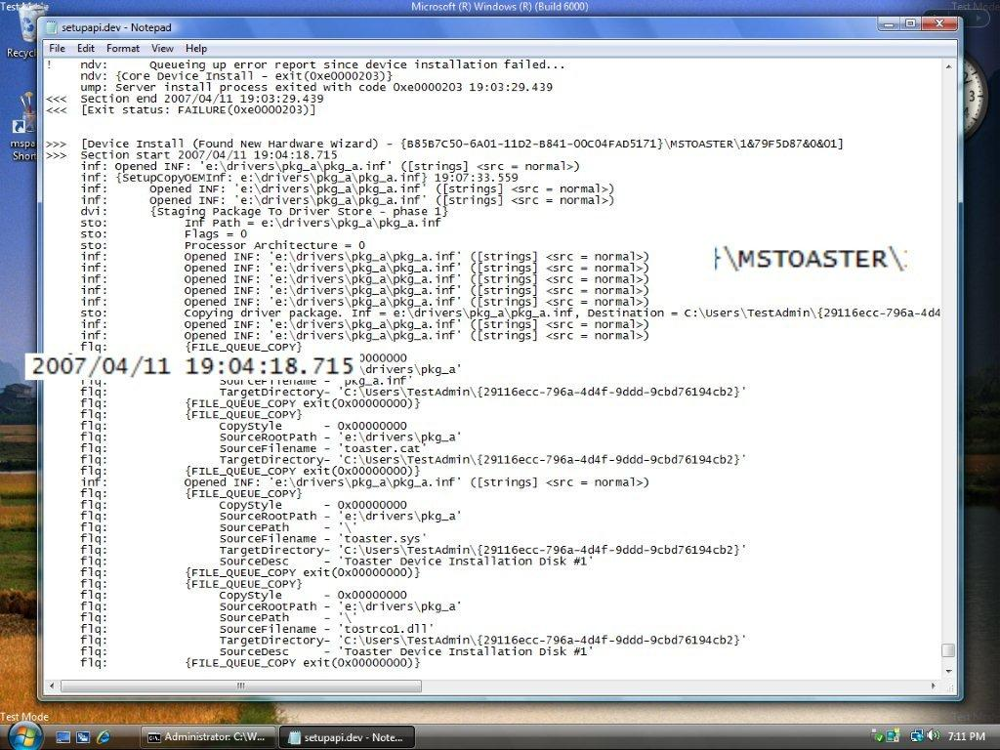 Test Mode
Microsoft (R) Windows (R) (Build 6000)
Test Mode
Recyc
mspa
Short
setupapi.dev - Notepad
File Edit Format View Help
! ndv: Queueing up error report since device installation failed...
ndv: {Core Device Install - exit(0xe0000203)}
ump: Server install process exited with code 0xe0000203 19:03:29.439
<<< Section end 2007/04/11 19:03:29.439
<<< [Exit status: FAILURE(0xe0000203)]
>>> [Device Install (Found New Hardware Wizard) - {B85B7C50-6A01-11D2-B841-00C04FAD5171}\MSTOASTER\1&79F5D87&0&01]
>>> Section start 2007/04/11 19:04:18.715
inf: Opened INF: 'e:\drivers\pkg_a\pkg_a.inf' ([strings] <src = normal>)
inf: {SetupCopyOEMInf: e:\drivers\pkg_a\pkg_a.inf} 19:07:33.559
inf: Opened INF: 'e:\drivers\pkg_a\pkg_a.inf' ([strings] <src = normal>)
inf: Opened INF: 'e:\drivers\pkg_a\pkg_a.inf' ([strings] <src = normal>)
dvi: {Staging Package To Driver Store - phase 1}
sto: Inf Path = e:\drivers\pkg_a\pkg_a.inf
sto: Flags = 0
sto: Processor Architecture = 0
inf: Opened INF: 'e:\drivers\pkg_a\pkg_a.inf' ([strings] <src = normal>)
inf: Opened INF: 'e:\drivers\pkg_a\pkg_a.inf' ([strings] <src = normal>)
inf: Opened INF: 'e:\drivers\pkg_a\pkg_a.inf' ([strings] <src = normal>)
inf: Opened INF: 'e:\drivers\pkg_a\pkg_a.inf' ([strings] <src = normal>)
inf: Opened INF: 'e:\drivers\pkg_a\pkg_a.inf' ([strings] <src = normal>)
}\MSTOASTER\
sto: Copying driver package. Inf = e:\drivers\pkg_a\pkg_a.inf, Destination = C:\Users\TestAdmin\{29116ecc-796a-4d4f-9ddd-9cbd76194cb2}
inf: Opened INF: 'e:\drivers\pkg_a\pkg_a.inf' ([strings] <src = normal>)
inf: Opened INF: 'e:\drivers\pkg_a\pkg_a.inf' ([strings] <src = normal>)
flq: {FILE_QUEUE_COPY}
0000000
2007/04/11 19:04:18.715
\drivers\pkg_a'
flq: SourceFilename - 'pkg_a.inf'
flq: TargetDirectory- 'C:\Users\TestAdmin\{29116ecc-796a-4d4f-9ddd-9cbd76194cb2}'
flq: {FILE_QUEUE_COPY exit(0x00000000)}
flq: {FILE_QUEUE_COPY}
flq: CopyStyle - 0x00000000
flq: SourceRootPath - 'e:\drivers\pkg_a'
flq: SourceFilename - 'toaster.cat'
flq: TargetDirectory- 'C:\Users\TestAdmin\{29116ecc-796a-4d4f-9ddd-9cbd76194cb2}'
flq: {FILE_QUEUE_COPY exit(0x00000000)}
inf: Opened INF: 'e:\drivers\pkg_a\pkg_a.inf' ([strings] <src = normal>)
flq: {FILE_QUEUE_COPY}
flq: CopyStyle - 0x00000000
flq: SourceRootPath - 'e:\drivers\pkg_a'
flq: SourcePath - '\'
flq: SourceFilename - 'toaster.sys'
flq: TargetDirectory- 'C:\Users\TestAdmin\{29116ecc-796a-4d4f-9ddd-9cbd76194cb2}'
flq: SourceDesc - 'Toaster Device Installation Disk #1'
flq: {FILE_QUEUE_COPY exit(0x00000000)}
flq: {FILE_QUEUE_COPY}
flq: CopyStyle - 0x00000000
flq: SourceRootPath - 'e:\drivers\pkg_a'
flq: SourcePath - '\'
flq: SourceFilename - 'tostrco1.dll'
flq: TargetDirectory- 'C:\Users\TestAdmin\{29116ecc-796a-4d4f-9ddd-9cbd76194cb2}'
flq: SourceDesc - 'Toaster Device Installation Disk #1'
flq: {FILE_QUEUE_COPY exit(0x00000000)}
Test Mode
Administrator: C:\W...
setupapi.dev - Note...
7:11 PM